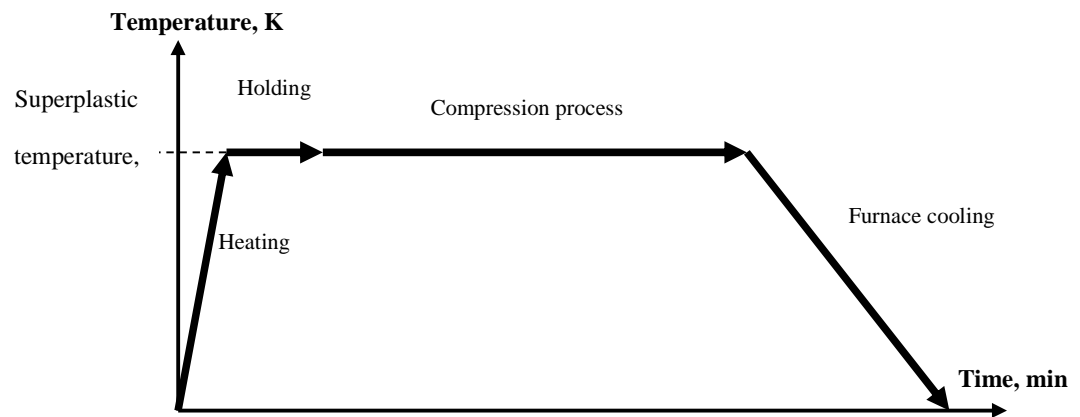 Temperature, K
Holding
Superplastic
Compression process
temperature,
Furnace cooling
Heating
Time, min